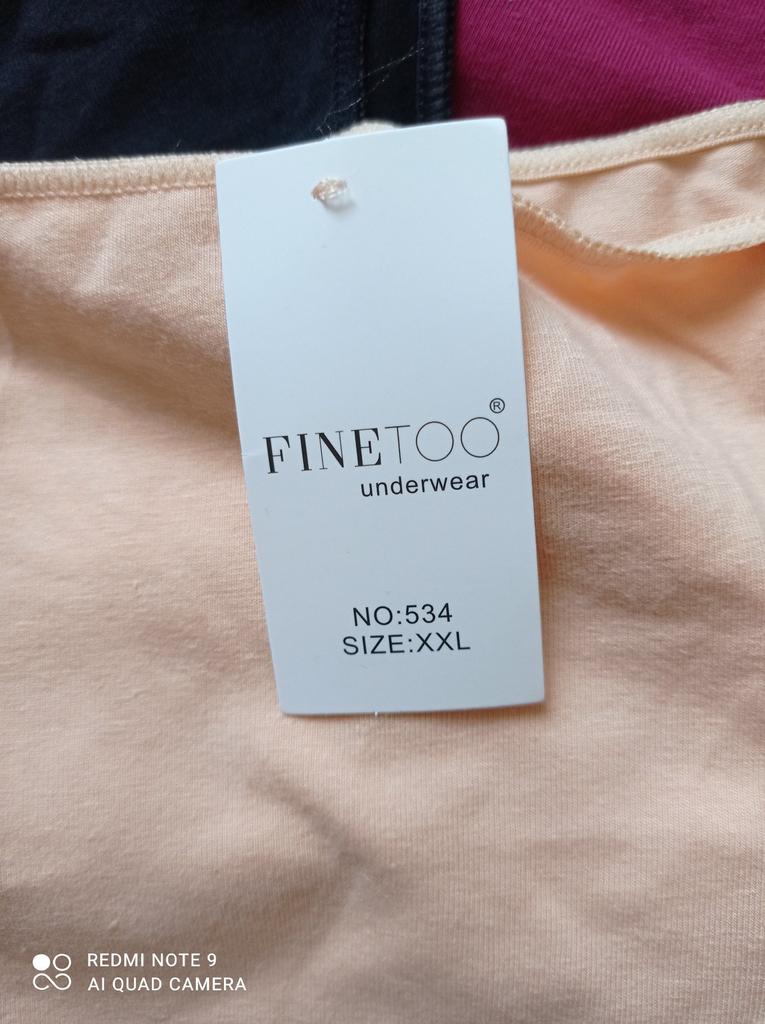 FINETOO®
underwear
NO:534
SIZE:XXL
REDMI NOTE 9
AI QUAD CAMERA